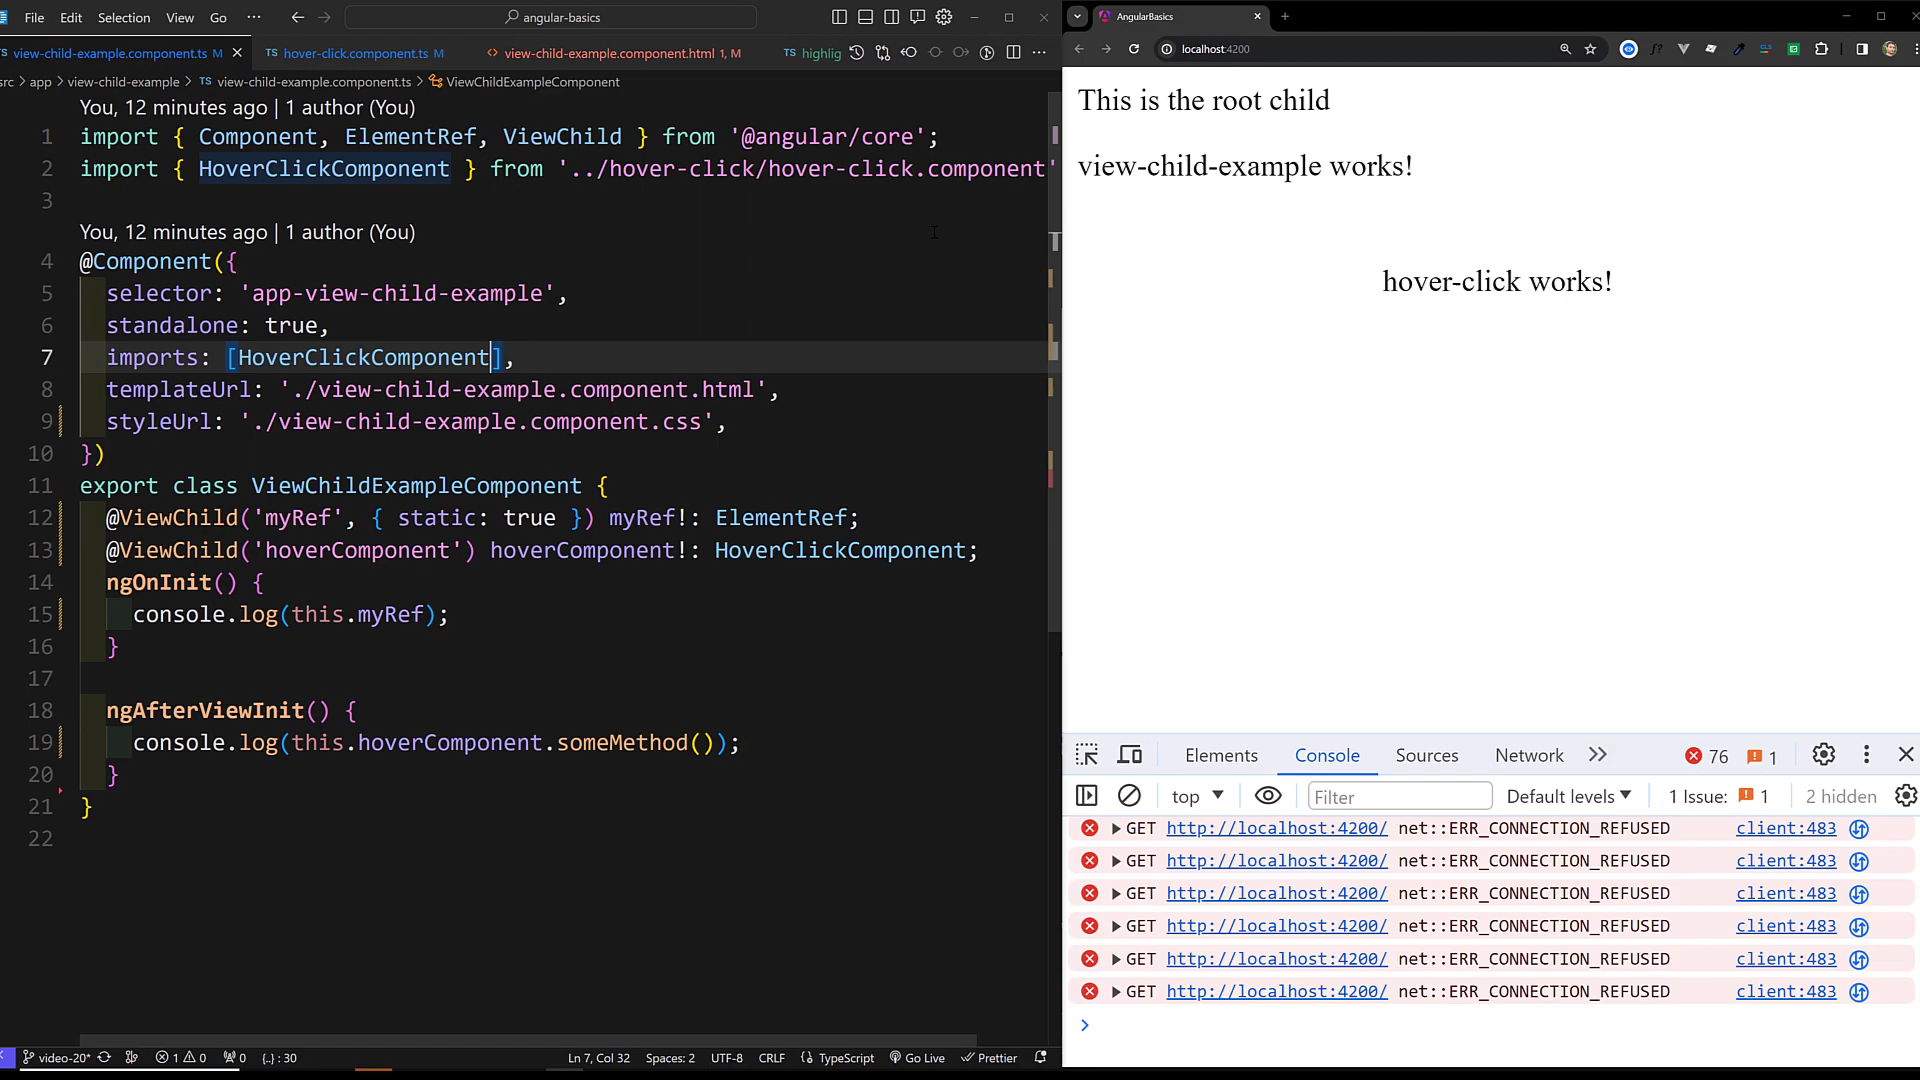 File Edit Selection View Go ··· angular-basics
view-child-example.component.ts M TS hover-click.component.ts M view-child-example.component.html 1, M TS highlig
src > app > view-child-example > TS view-child-example.component.ts > ViewChildExampleComponent
You, 12 minutes ago | 1 author (You)
1 import { Component, ElementRef, ViewChild } from '@angular/core';
2 import { HoverClickComponent } from '../hover-click/hover-click.component'
3
You, 12 minutes ago | 1 author (You)
4 @Component({
5 selector: 'app-view-child-example',
6 standalone: true,
7 imports: [HoverClickComponent],
8 templateUrl: './view-child-example.component.html',
9 styleUrl: './view-child-example.component.css',
10 })
11 export class ViewChildExampleComponent {
12 @ViewChild('myRef', { static: true }) myRef!: ElementRef;
13 @ViewChild('hoverComponent') hoverComponent!: HoverClickComponent;
14 ngOnInit() {
15 console.log(this.myRef);
16 }
17
18 ngAfterViewInit() {
19 console.log(this.hoverComponent.someMethod());
20 }
21 }
22
video-20* 1 0 0 {..} : 30 Ln 7, Col 32 Spaces: 2 UTF-8 CRLF TypeScript Go Live Prettier
AngularBasics
localhost:4200
This is the root child
view-child-example works!
hover-click works!
Elements Console Sources Network 76 1
top Filter Default levels 1 Issue: 1 2 hidden
GET http://localhost:4200/ net::ERR_CONNECTION_REFUSED client:483
GET http://localhost:4200/ net::ERR_CONNECTION_REFUSED client:483
GET http://localhost:4200/ net::ERR_CONNECTION_REFUSED client:483
GET http://localhost:4200/ net::ERR_CONNECTION_REFUSED client:483
GET http://localhost:4200/ net::ERR_CONNECTION_REFUSED client:483
GET http://localhost:4200/ net::ERR_CONNECTION_REFUSED client:483